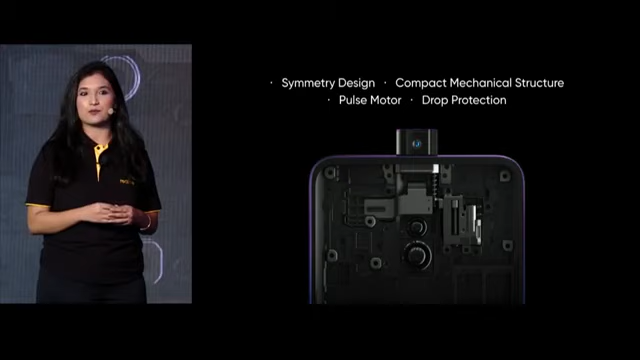 · Symmetry Design · Compact Mechanical Structure
· Pulse Motor · Drop Protection